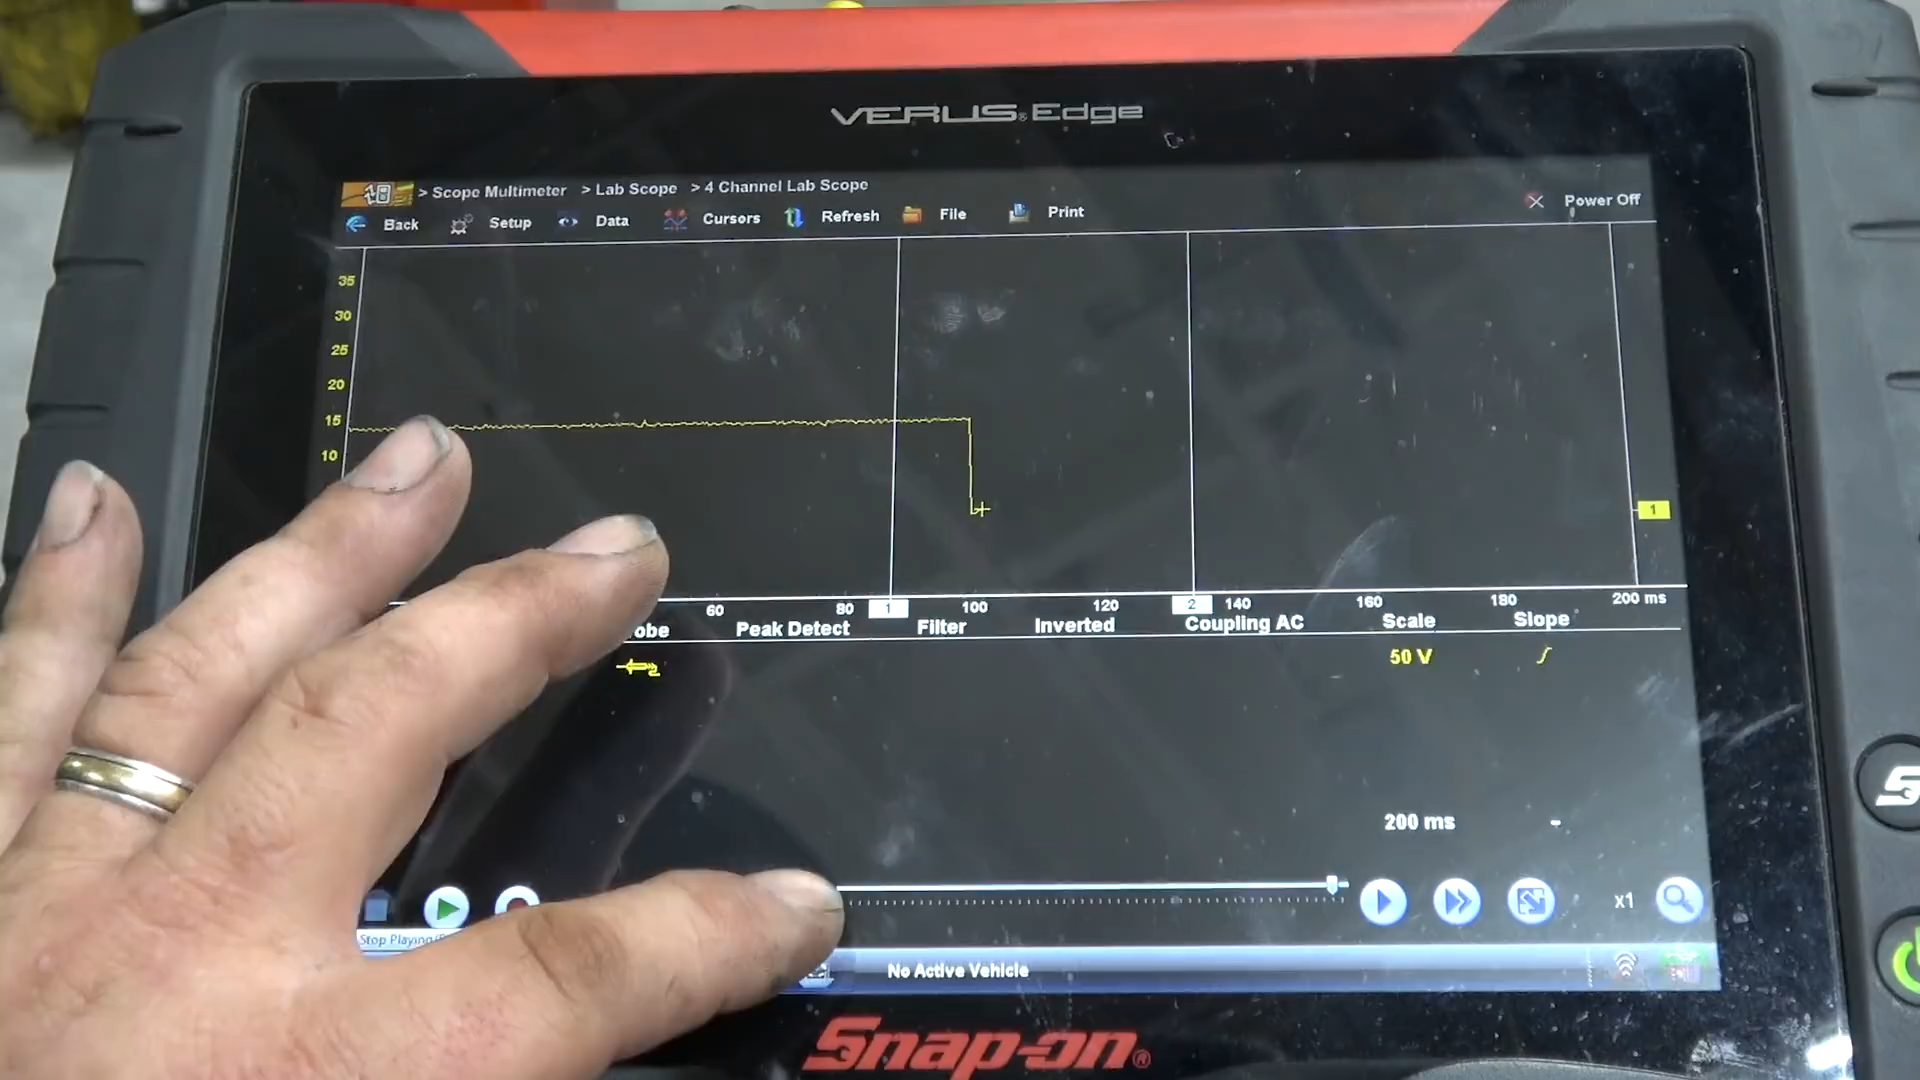 VERUS® Edge
> Scope Multimeter > Lab Scope > 4 Channel Lab Scope
Back Setup Data Cursors Refresh File Print Power Off
35
30
25
20
15
10
1
60 80 1 100 120 2 140 160 180 200 ms
obe Peak Detect Filter Inverted Coupling AC Scale Slope
50 V
200 ms -
x1
Stop Playing
No Active Vehicle
Snap-on®